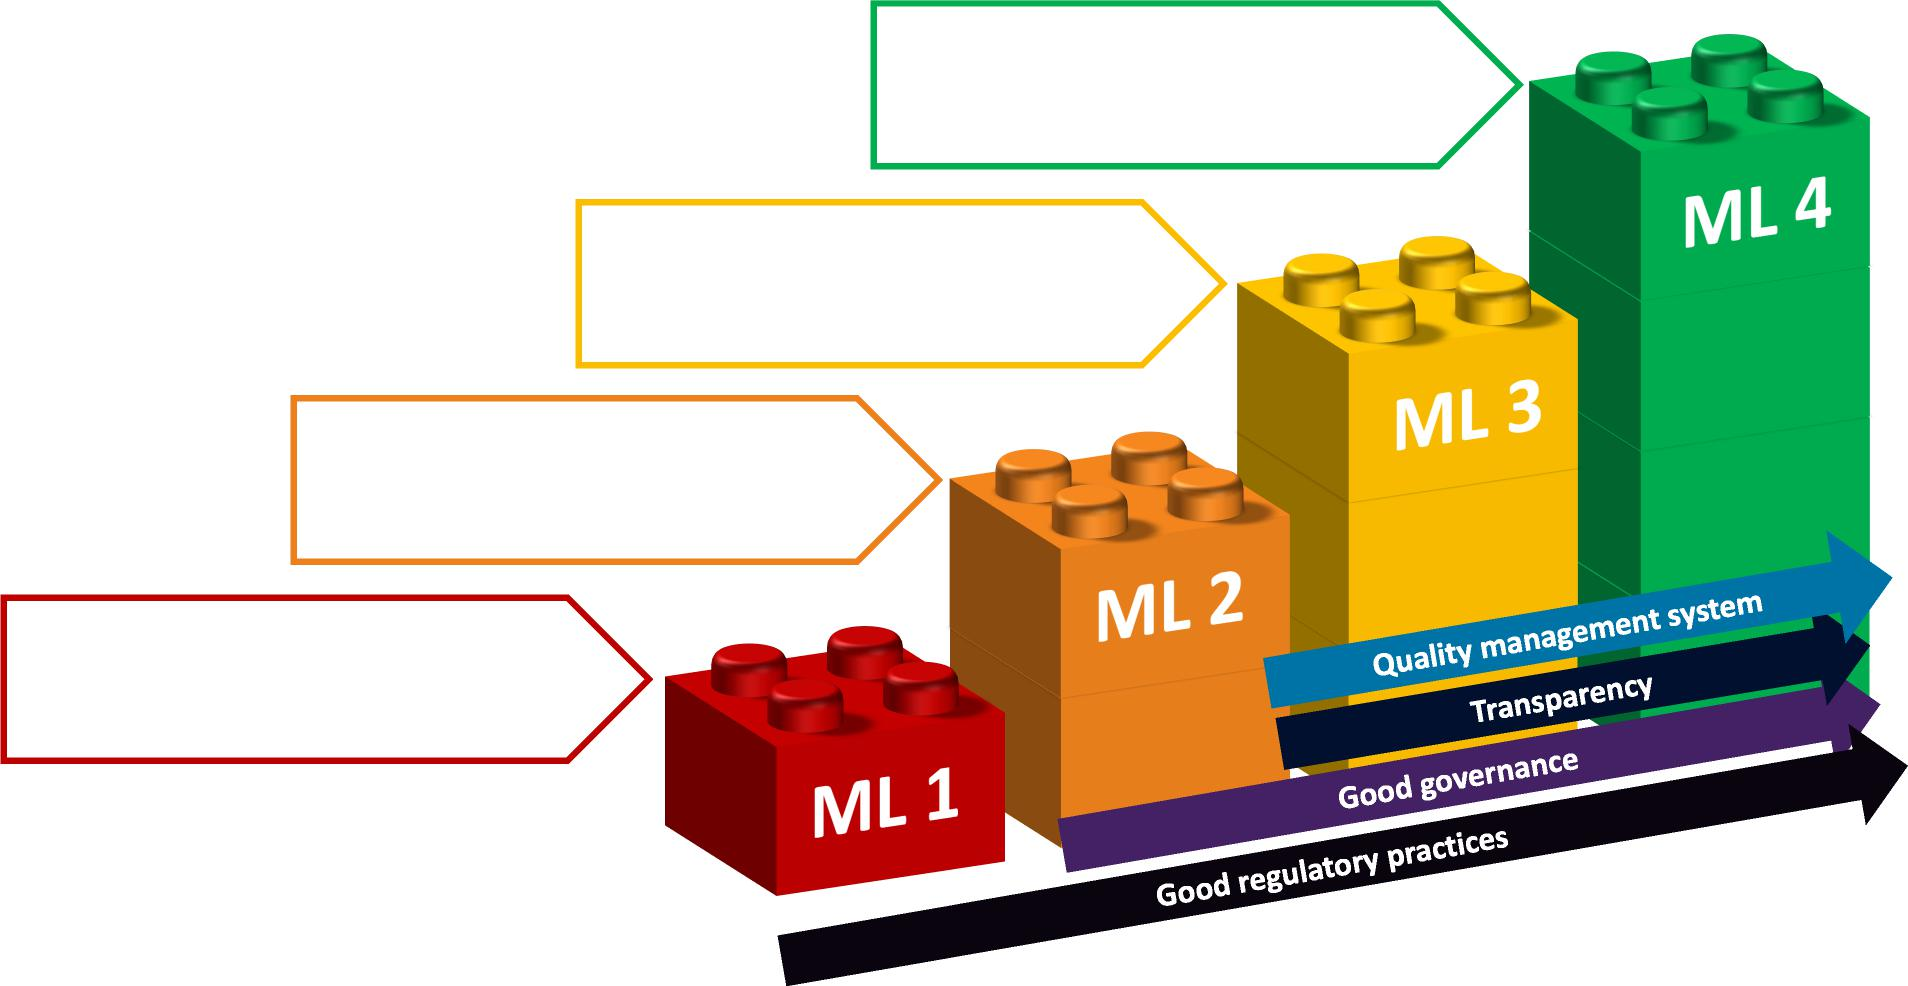 ML 4
ML 3
ML 2
ML 1
Quality management system
Transparency
Good governance
Good regulatory practices